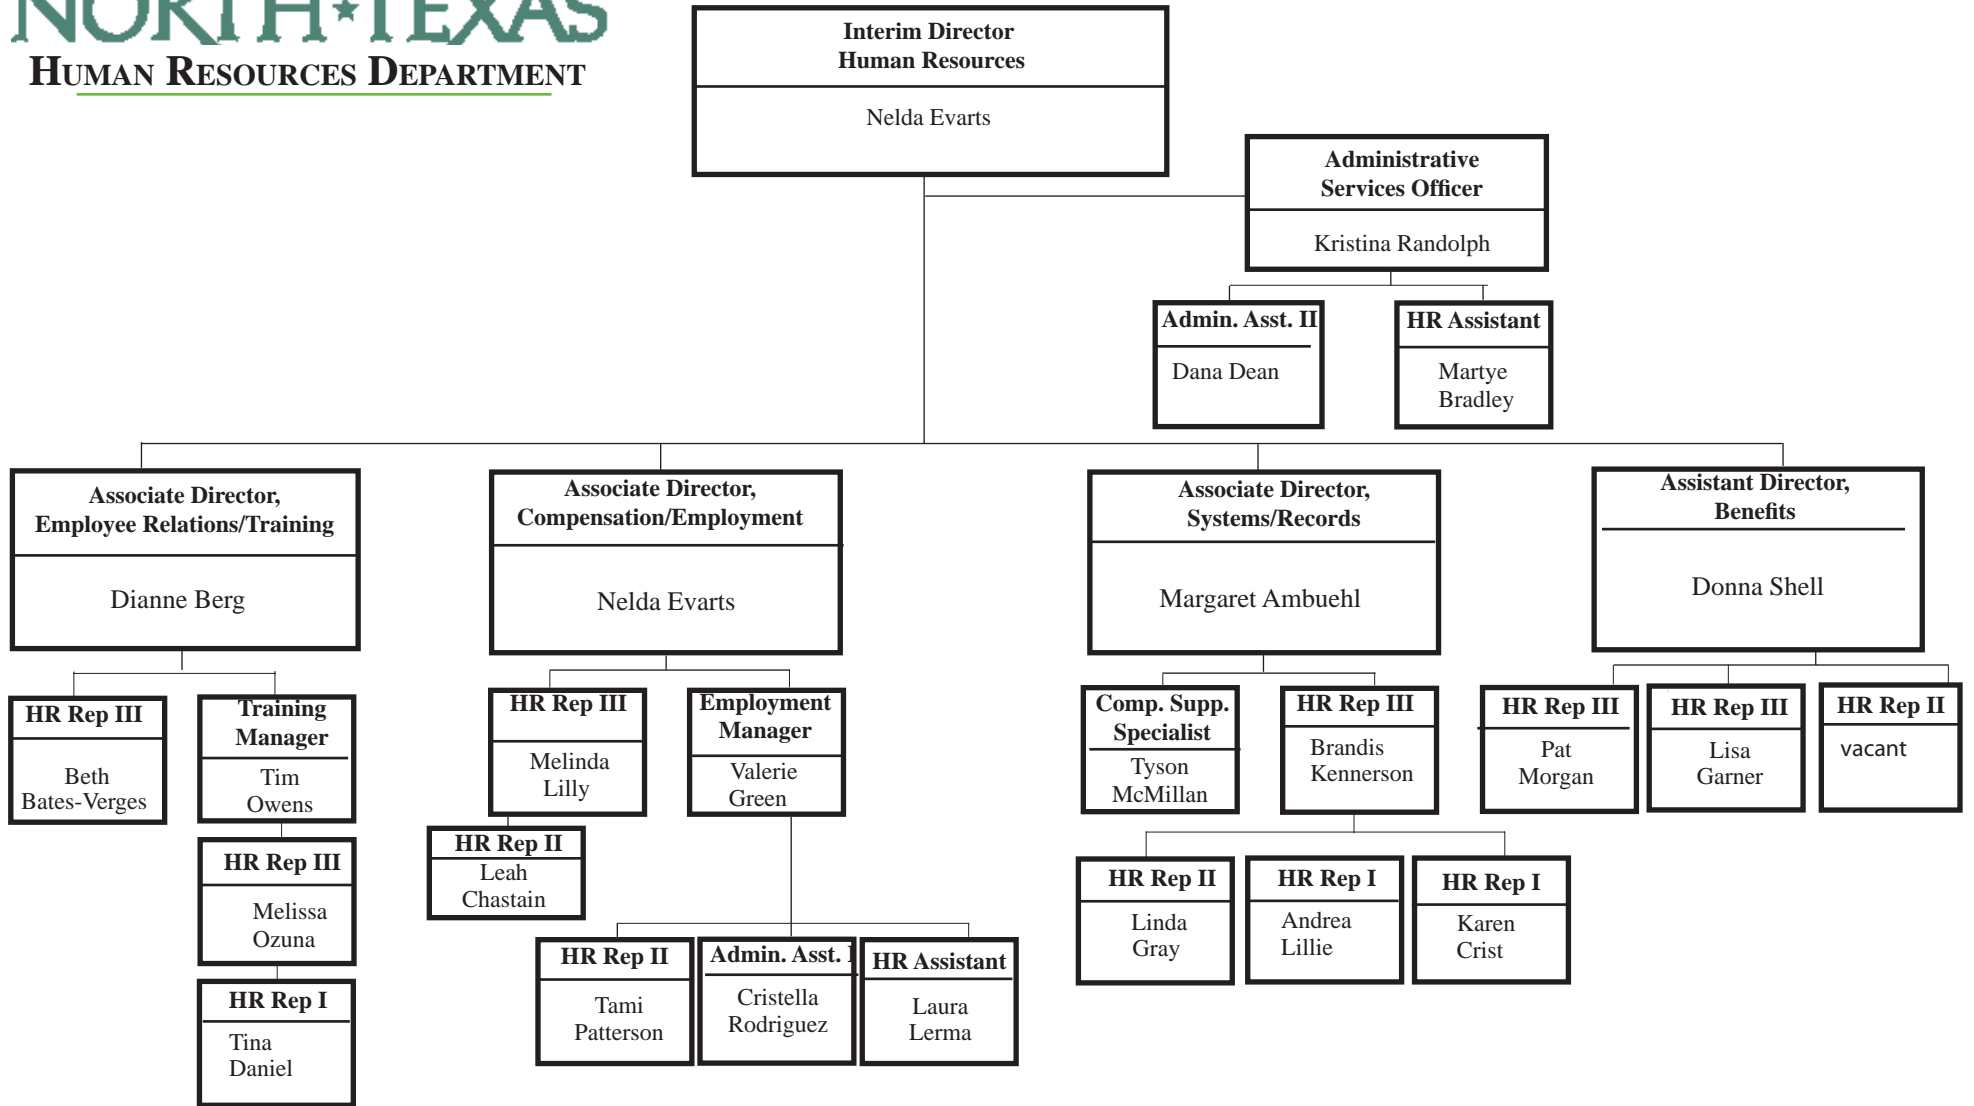 NORTH★TEXAS
HUMAN RESOURCES DEPARTMENT
Interim Director
Human Resources
Nelda Evarts
Administrative
Services Officer
Kristina Randolph
Admin. Asst. II
Dana Dean
HR Assistant
Martye
Bradley
Associate Director,
Employee Relations/Training
Dianne Berg
Associate Director,
Compensation/Employment
Nelda Evarts
Associate Director,
Systems/Records
Margaret Ambuehl
Assistant Director,
Benefits
Donna Shell
HR Rep III
Beth
Bates-Verges
Training
Manager
Tim
Owens
HR Rep III
Melissa
Ozuna
HR Rep I
Tina
Daniel
HR Rep III
Melinda
Lilly
HR Rep II
Leah
Chastain
Employment
Manager
Valerie
Green
HR Rep II
Tami
Patterson
Admin. Asst. I
Cristella
Rodriguez
HR Assistant
Laura
Lerma
Comp. Supp.
Specialist
Tyson
McMillan
HR Rep III
Brandis
Kennerson
HR Rep II
Linda
Gray
HR Rep I
Andrea
Lillie
HR Rep I
Karen
Crist
HR Rep III
Pat
Morgan
HR Rep III
Lisa
Garner
HR Rep II
vacant